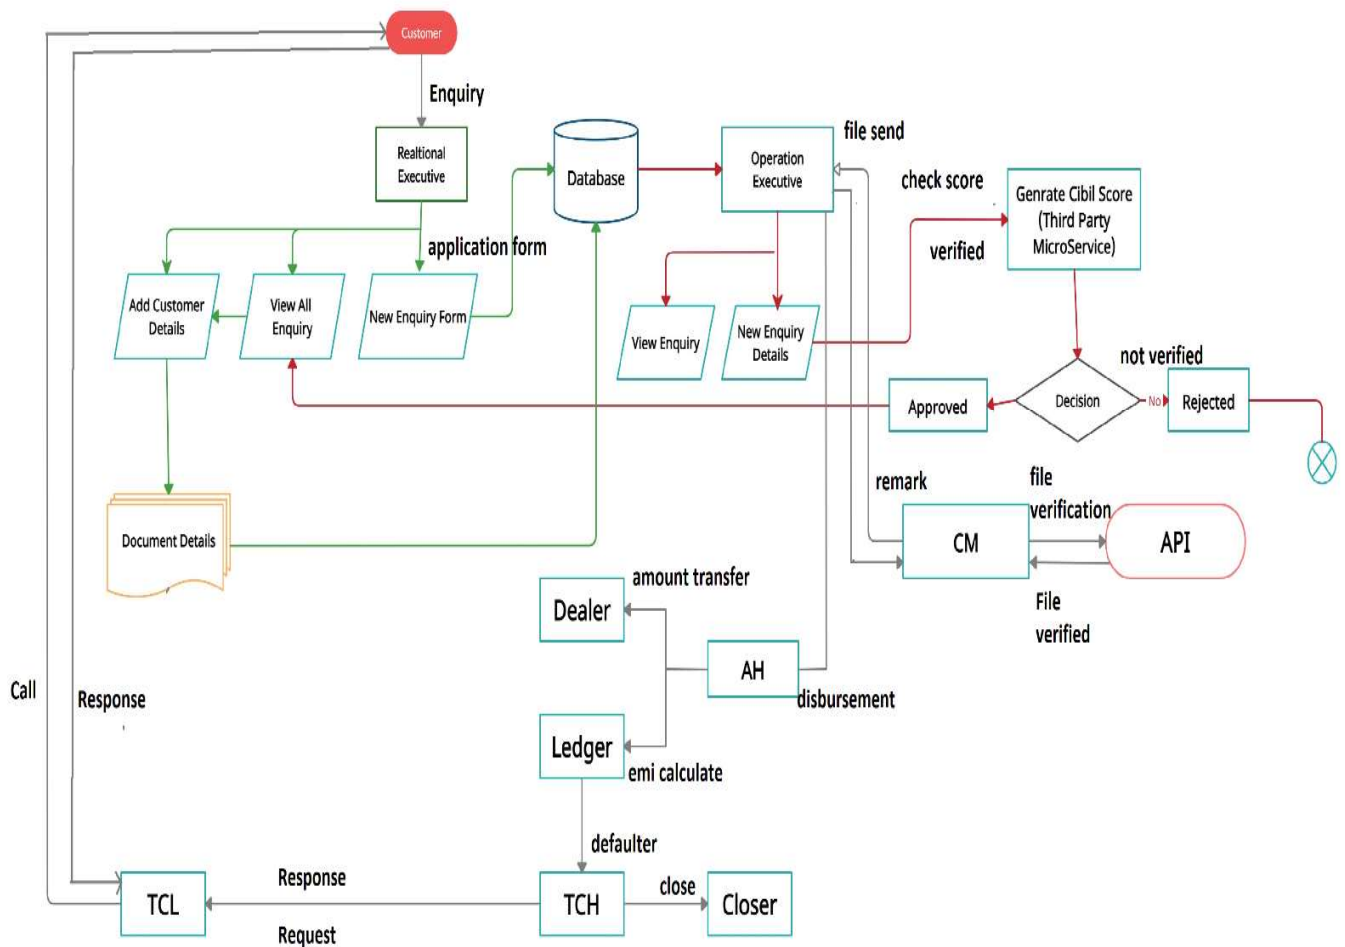 Customer
Enquiry
Realtional
Executive
Database
Operation
Executive
file send
check score
verified
Genrate Cibil Score
(Third Party
MicroService)
application form
Add Customer
Details
View All
Enquiry
New Enquiry Form
View Enquiry
New Enquiry
Details
not verified
Approved
Decision
No
Rejected
remark
file
verification
Document Details
CM
API
amount transfer
Dealer
File
verified
AH
disbursement
Call
Response
Ledger
emi calculate
defaulter
Response
close
TCL
TCH
Closer
Request